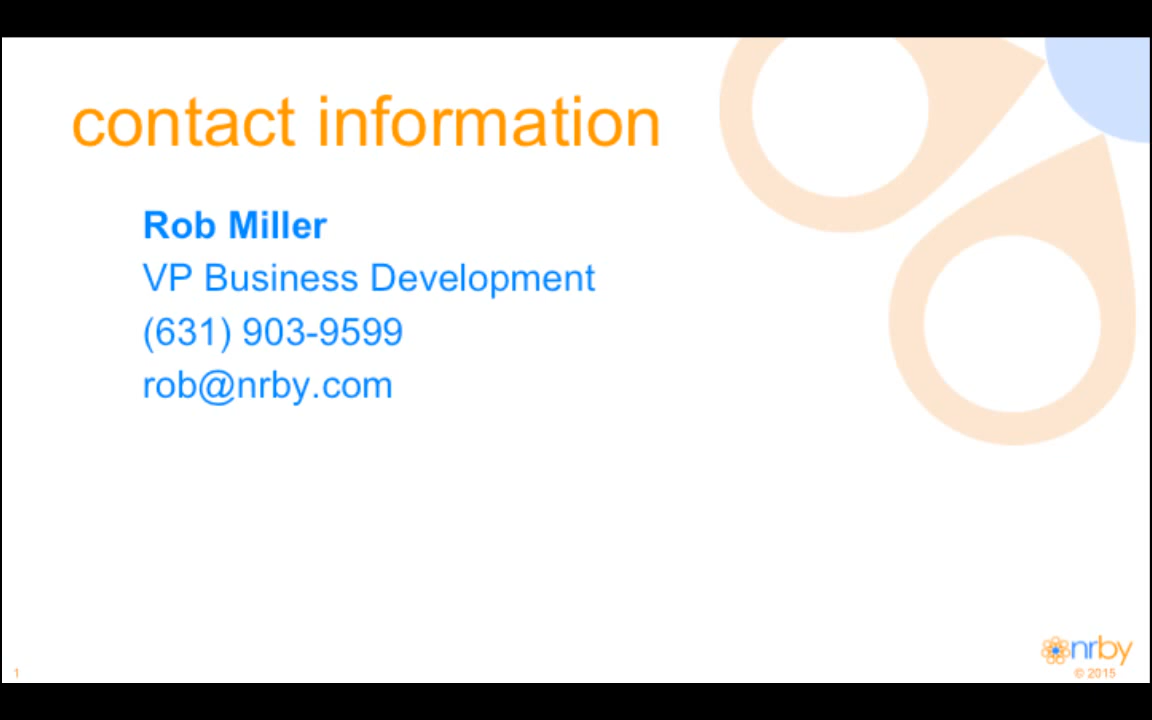 contact information
Rob Miller
VP Business Development
(631) 903-9599
rob@nrby.com
nrby
1
© 2015